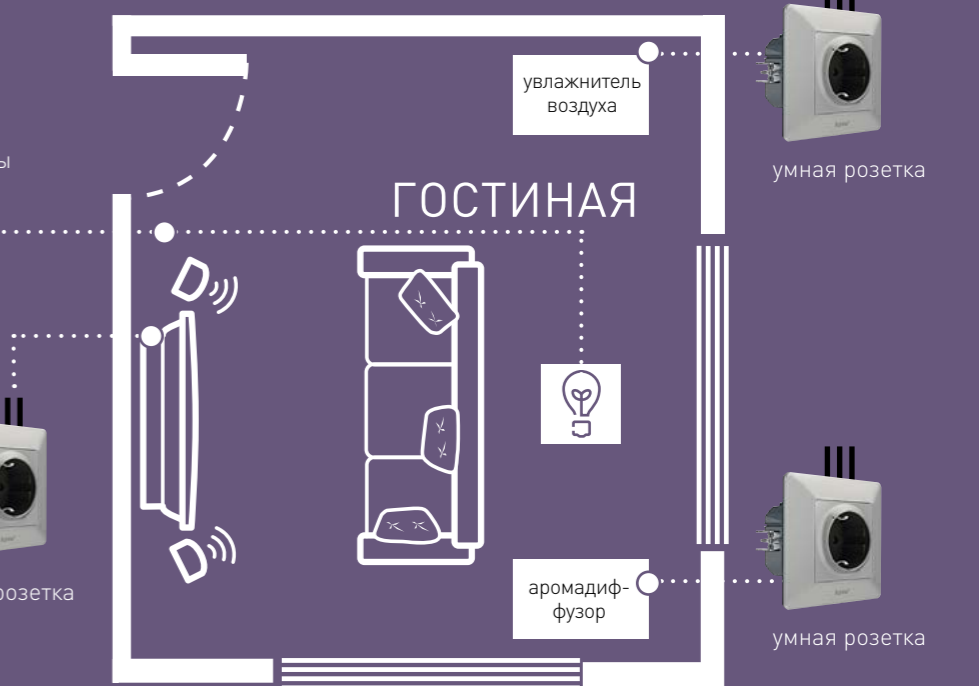 увлажнитель
воздуха
умная розетка
ГОСТИНАЯ
розетка
аромадиф-
фузор
умная розетка